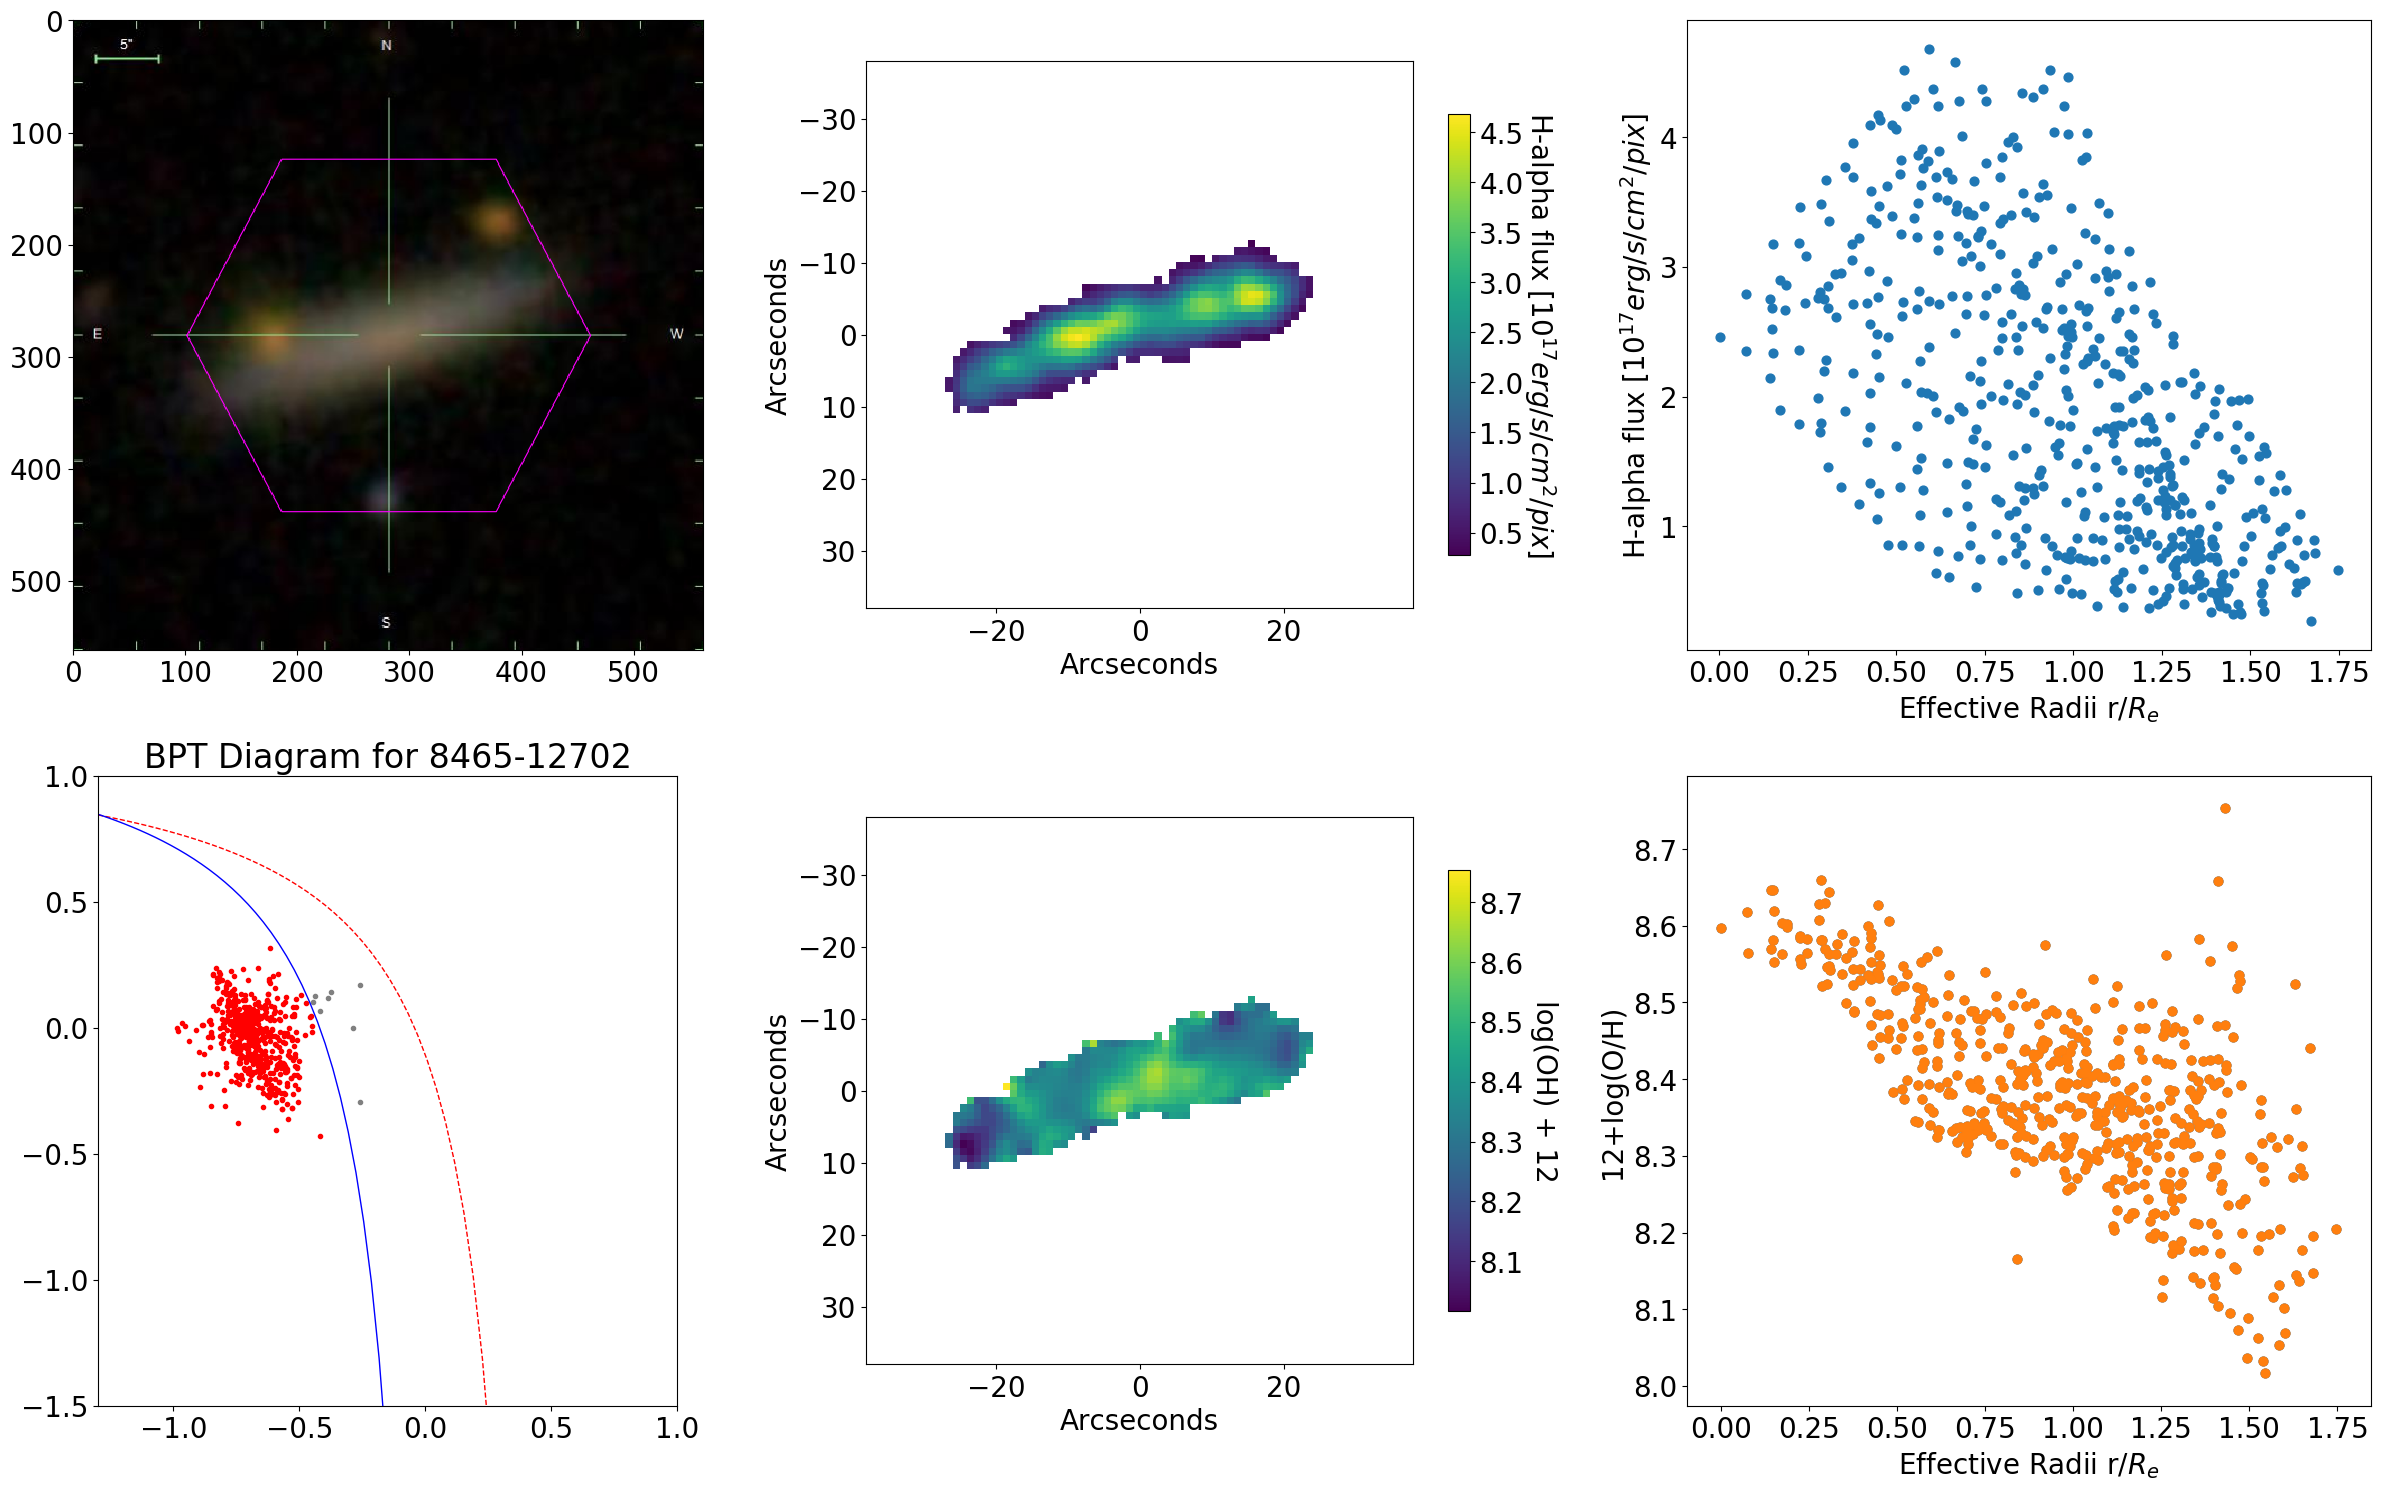 5"
N
E
W
S
0
100
200
300
400
500
0 100 200 300 400 500
−30
−20
−10
0
10
20
30
Arcseconds
−20 0 20
Arcseconds
4.5
4.0
3.5
3.0
2.5
2.0
1.5
1.0
0.5
H-alpha flux [10^17 erg/s/cm^2/pix]
4
3
2
1
H-alpha flux [10^17 erg/s/cm^2/pix]
0.00 0.25 0.50 0.75 1.00 1.25 1.50 1.75
Effective Radii r/R_e
BPT Diagram for 8465-12702
1.0
0.5
0.0
−0.5
−1.0
−1.5
−1.0 −0.5 0.0 0.5 1.0
−30
−20
−10
0
10
20
30
Arcseconds
−20 0 20
Arcseconds
8.7
8.6
8.5
8.4
8.3
8.2
8.1
log(OH) + 12
8.7
8.6
8.5
8.4
8.3
8.2
8.1
8.0
12+log(O/H)
0.00 0.25 0.50 0.75 1.00 1.25 1.50 1.75
Effective Radii r/R_e